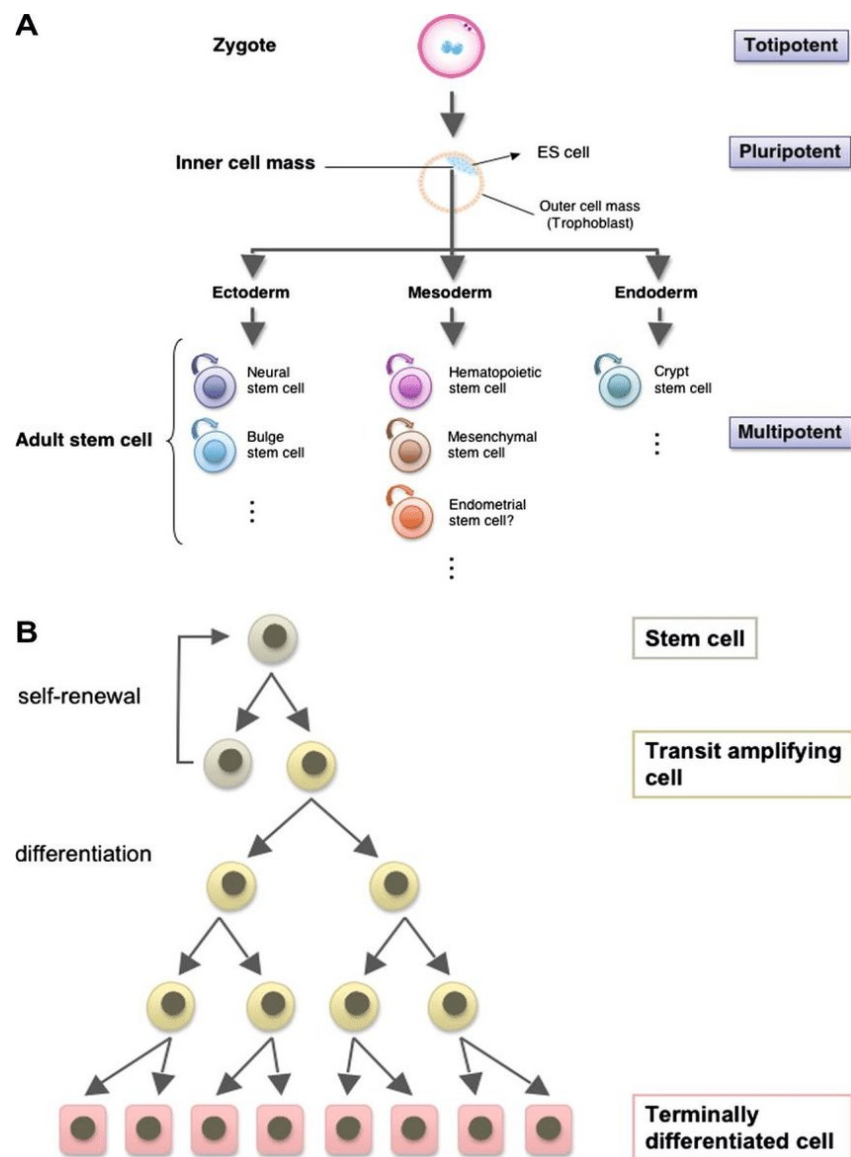 A
Zygote
Totipotent
Inner cell mass
ES cell
Pluripotent
Outer cell mass
(Trophoblast)
Ectoderm
Mesoderm
Endoderm
Adult stem cell
Neural
stem cell
Bulge
stem cell
Hematopoietic
stem cell
Mesenchymal
stem cell
Endometrial
stem cell?
Crypt
stem cell
Multipotent
B
Stem cell
self-renewal
Transit amplifying
cell
differentiation
Terminally
differentiated cell